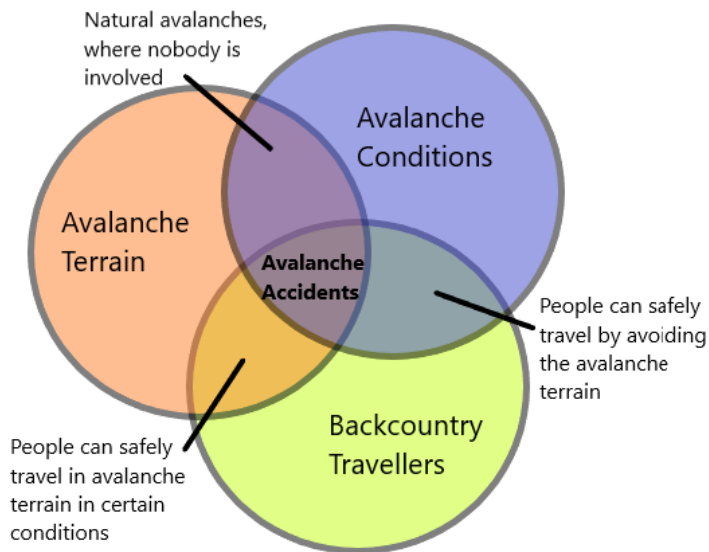 Natural avalanches,
where nobody is
involved
Avalanche
Conditions
Avalanche
Terrain
Avalanche
Accidents
People can safely
travel by avoiding
the avalanche
terrain
Backcountry
Travellers
People can safely
travel in avalanche
terrain in certain
conditions